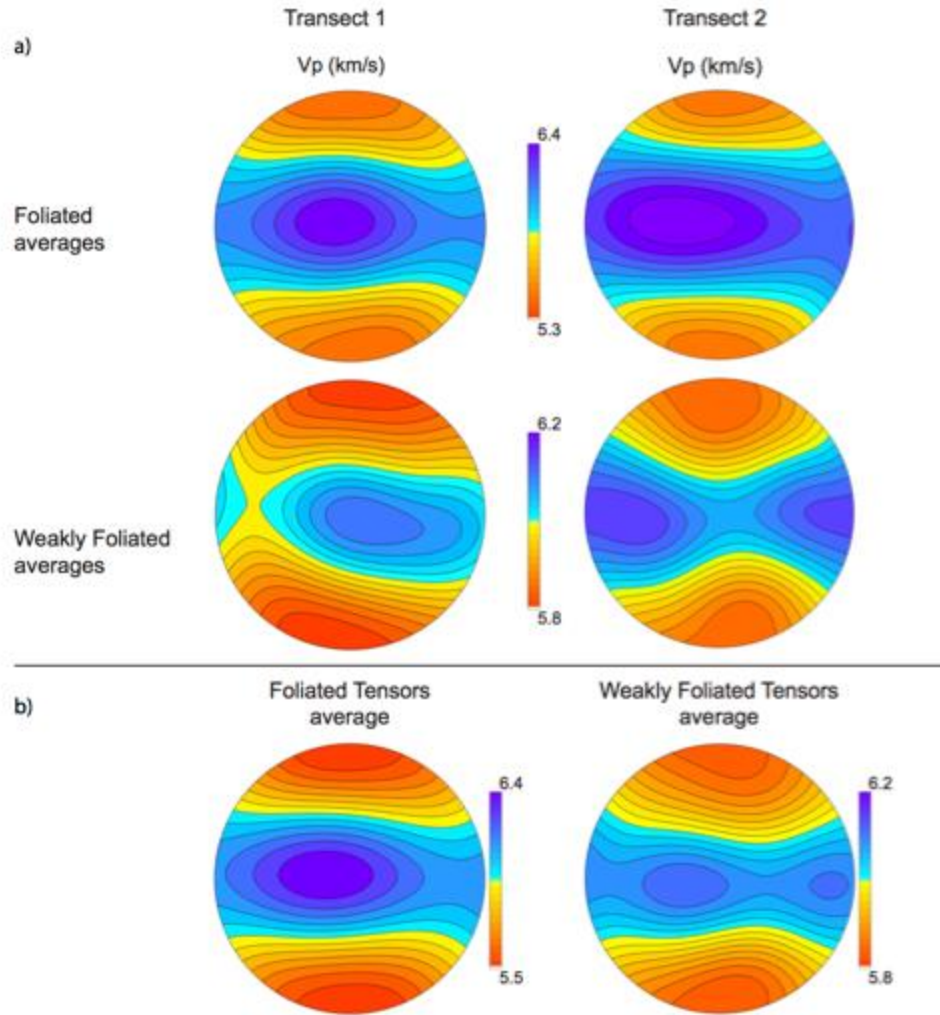 Transect 1
Transect 2
a)
Vp (km/s)
Vp (km/s)
6.4
Foliated
averages
5.3
6.2
Weakly Foliated
averages
5.8
b)
Foliated Tensors
average
Weakly Foliated Tensors
average
6.4
6.2
5.5
5.8